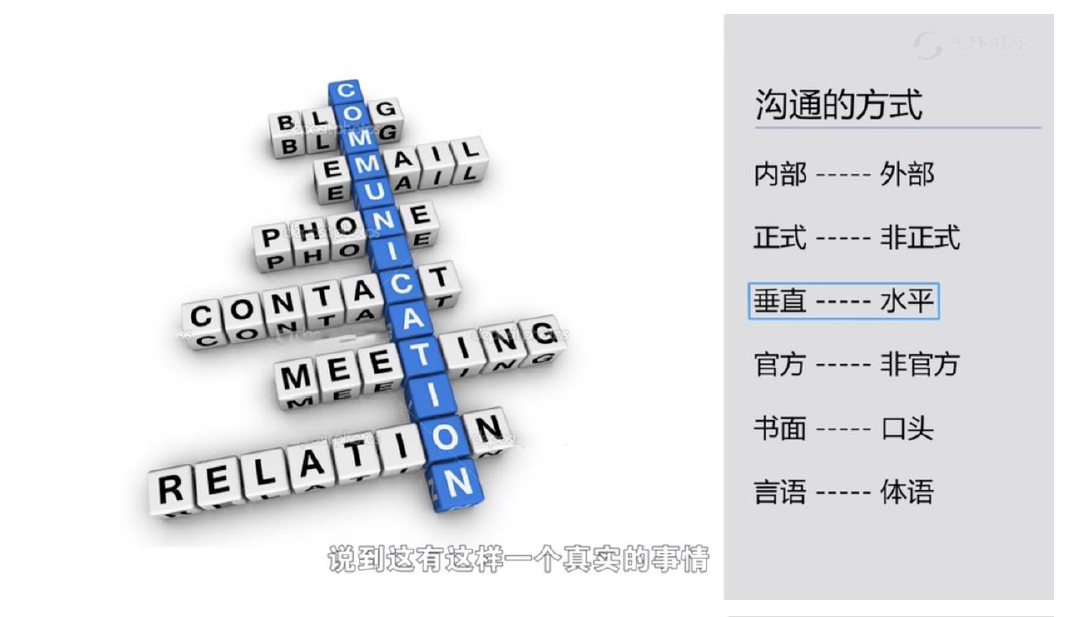 COMMUNICATION
BLOG
EMAIL
PHONE
CONTACT
MEETING
RELATION
说到这有这样一个真实的事情
沟通的方式
内部 ----- 外部
正式 ----- 非正式
垂直 ----- 水平
官方 ----- 非官方
书面 ----- 口头
言语 ----- 体语